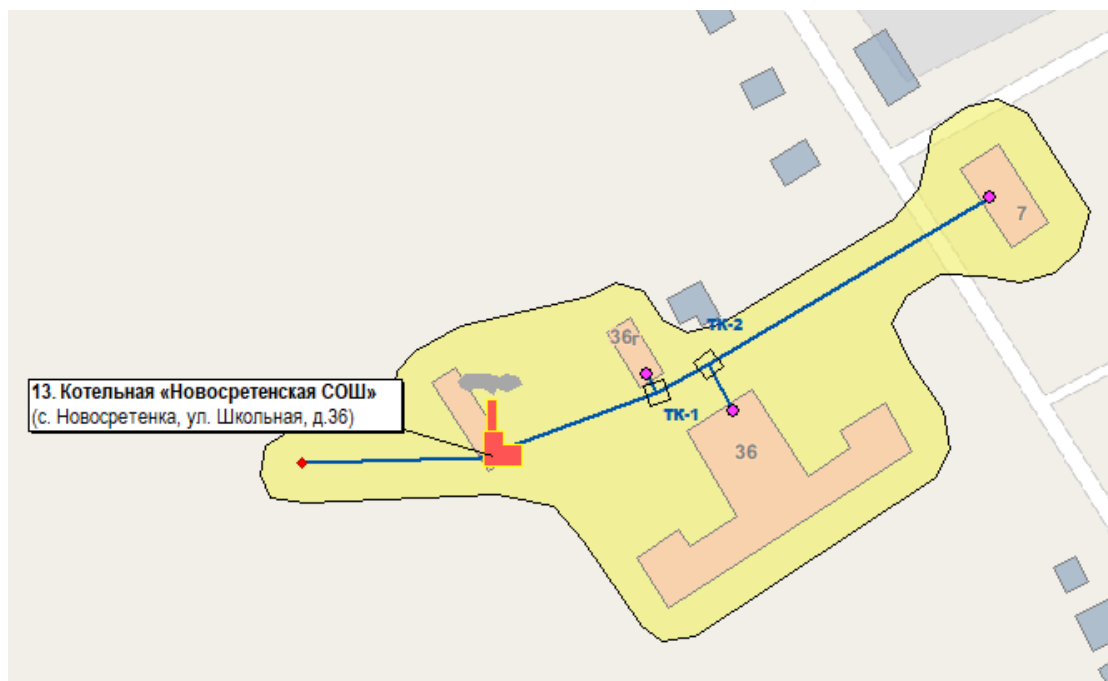 7
ТК-2
36г
13. Котельная «Новосретенская СОШ»
(с. Новосретенка, ул. Школьная, д.36)
ТК-1
36